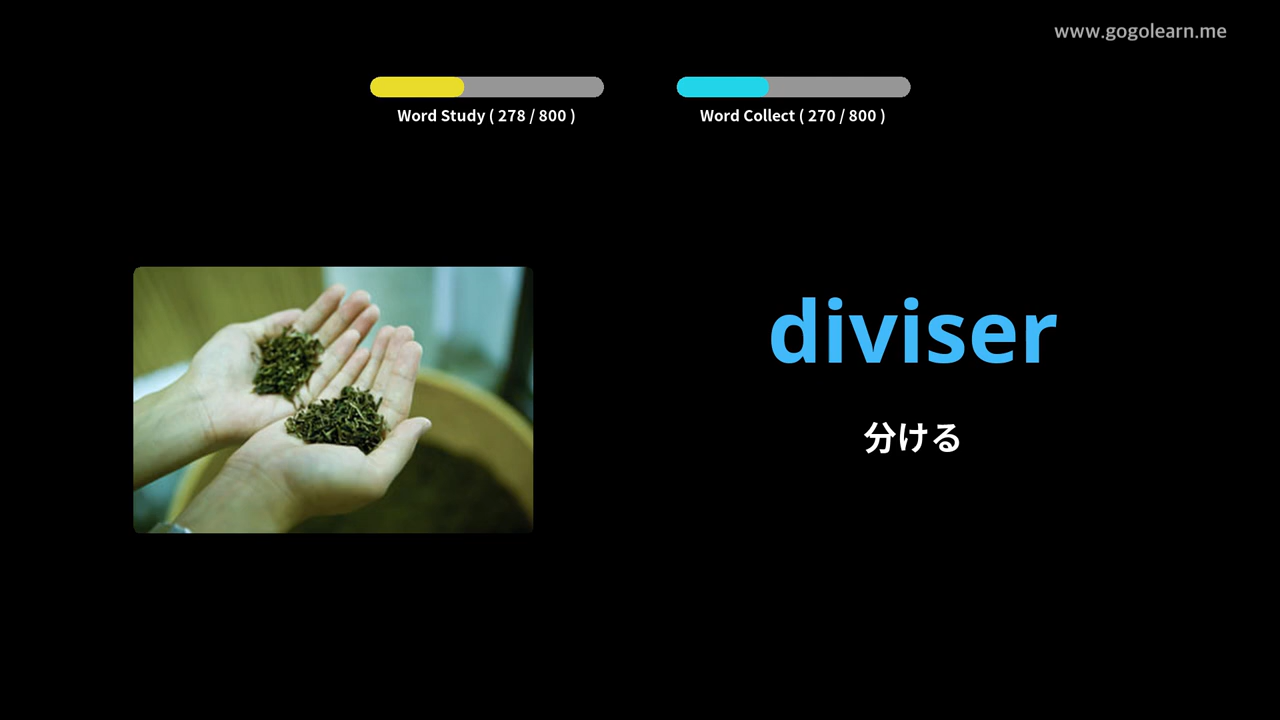 www.gogolearn.me
Word Study ( 278 / 800 )
Word Collect ( 270 / 800 )
diviser
分ける